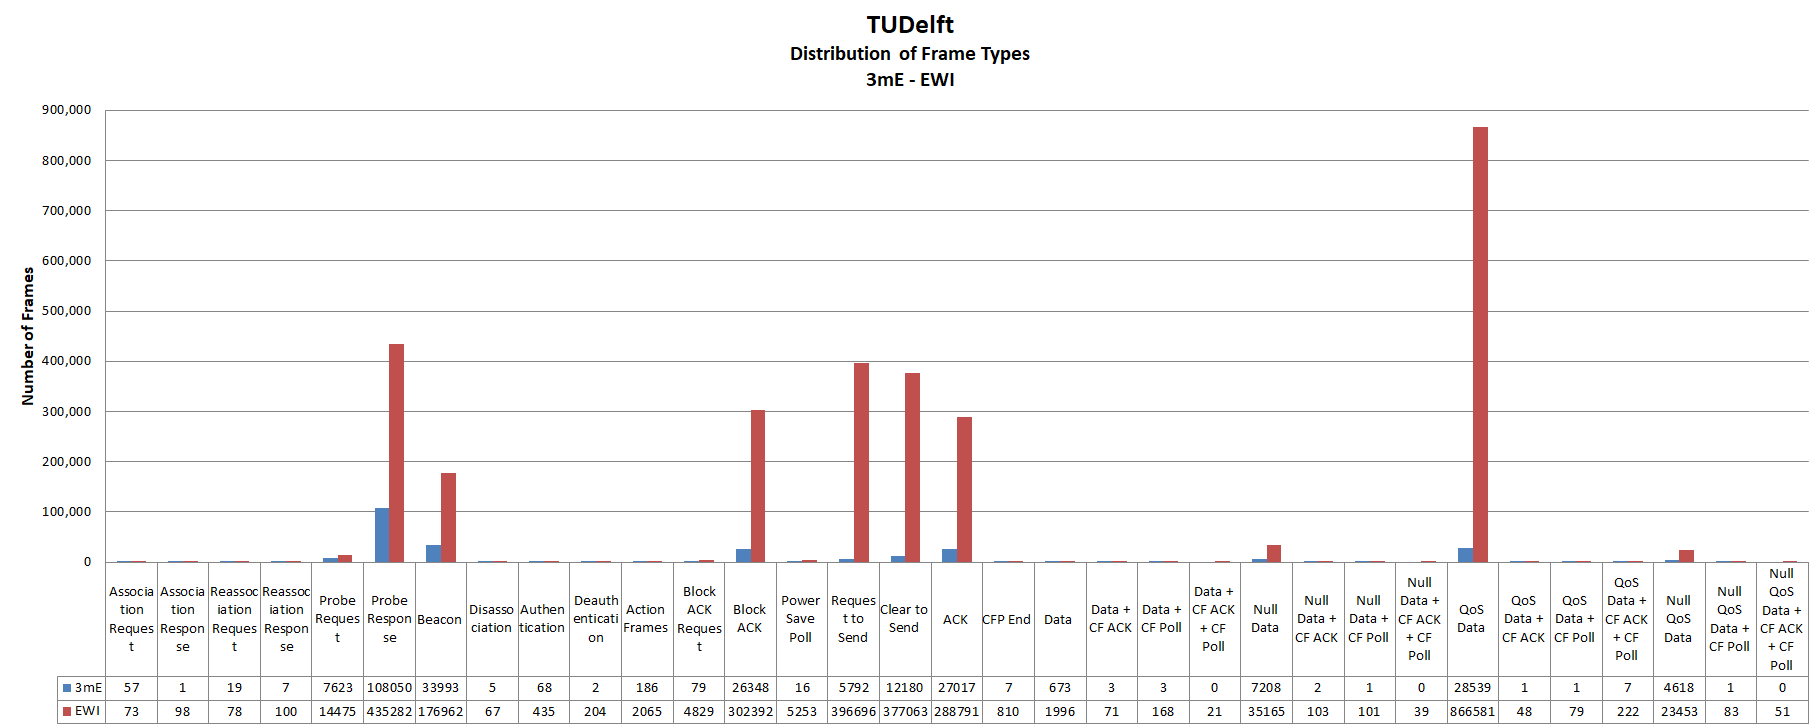 TUDelft
Distribution of Frame Types
3mE - EWI
Number of Frames
900,000
800,000
700,000
600,000
500,000
400,000
300,000
200,000
100,000
0
Associa
tion
Reques
t
Associa
tion
Respon
se
Reassoc
iation
Reques
t
Reassoc
iation
Respon
se
Probe
Reques
t
Probe
Respon
se
Beacon
Disasso
ciation
Authen
tication
Deauth
enticati
on
Action
Frames
Block
ACK
Reques
t
Block
ACK
Power
Save
Poll
Reques
t to
Send
Clear to
Send
ACK
CFP End
Data
Data +
CF ACK
Data +
CF Poll
Data +
CF ACK
+ CF
Poll
Null
Data
Null
Data +
CF ACK
Null
Data +
CF Poll
Null
Data +
CF ACK
+ CF
Poll
QoS
Data
QoS
Data +
CF ACK
QoS
Data +
CF Poll
QoS
Data +
CF ACK
+ CF
Poll
Null
QoS
Data
Null
QoS
Data +
CF Poll
Null
QoS
Data +
CF ACK
+ CF
Poll
3mE 57 1 19 7 7623 108050 33993 5 68 2 186 79 26348 16 5792 12180 27017 7 673 3 3 0 7208 2 1 0 28539 1 1 7 4618 1 0
EWI 73 98 78 100 14475 435282 176962 67 435 204 2065 4829 302392 5253 396696 377063 288791 810 1996 71 168 21 35165 103 101 39 866581 48 79 222 23453 83 51